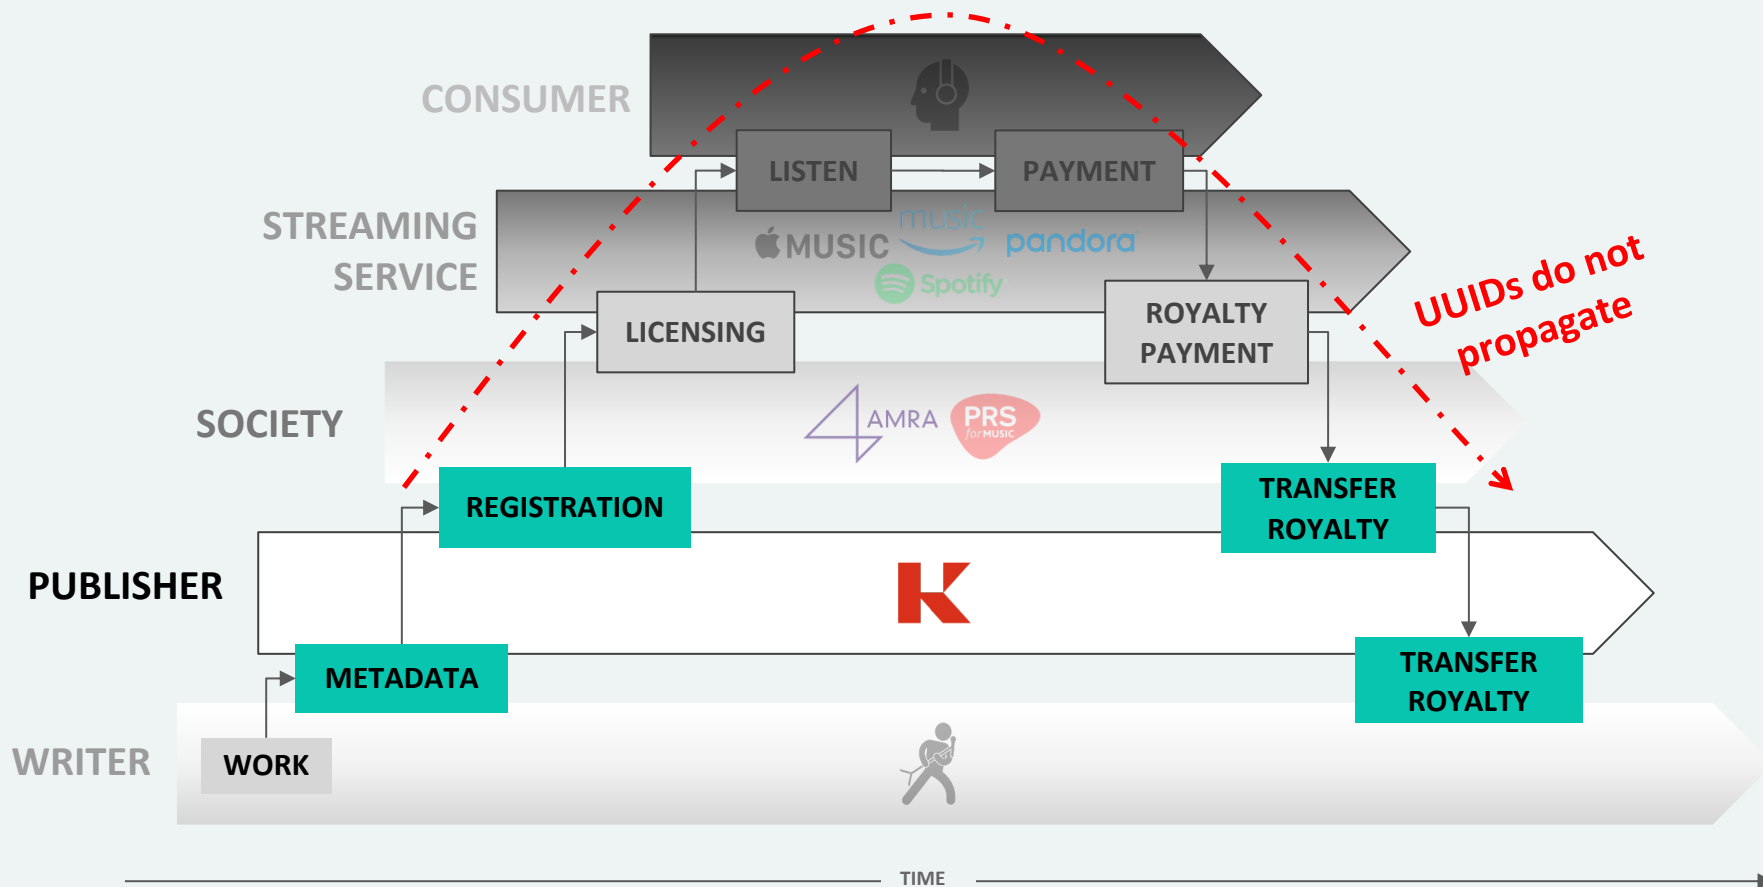 CONSUMER
LISTEN
PAYMENT
STREAMING
SERVICE
MUSIC
music
pandora
Spotify
UUIDs do not
propagate
LICENSING
ROYALTY
PAYMENT
SOCIETY
AMRA
PRS
for MUSIC
REGISTRATION
TRANSFER
ROYALTY
PUBLISHER
K
METADATA
TRANSFER
ROYALTY
WRITER
WORK
TIME